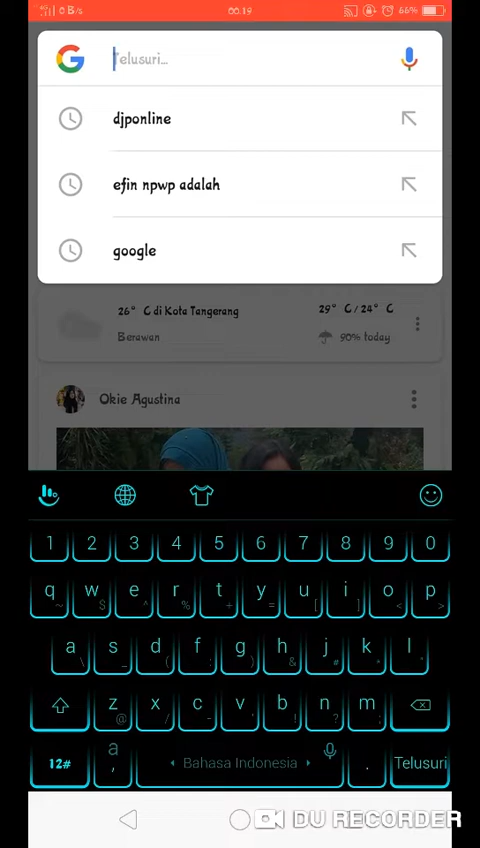 0 B/s 00.19 66%
Telusuri...
djponline
efin npwp adalah
google
26° C di Kota Tangerang 29° C / 24° C
Berawan 90% today
Okie Agustina
1 2 3 4 5 6 7 8 9 0
q w e r t y u i o p
~ $ ^ % + = [ ] < >
a s d f g h j k l
\ _ ( ) : & # * '
z x c v b n m
@ / - . ! ? 
12# a , Bahasa Indonesia . Telusuri
DU RECORDER